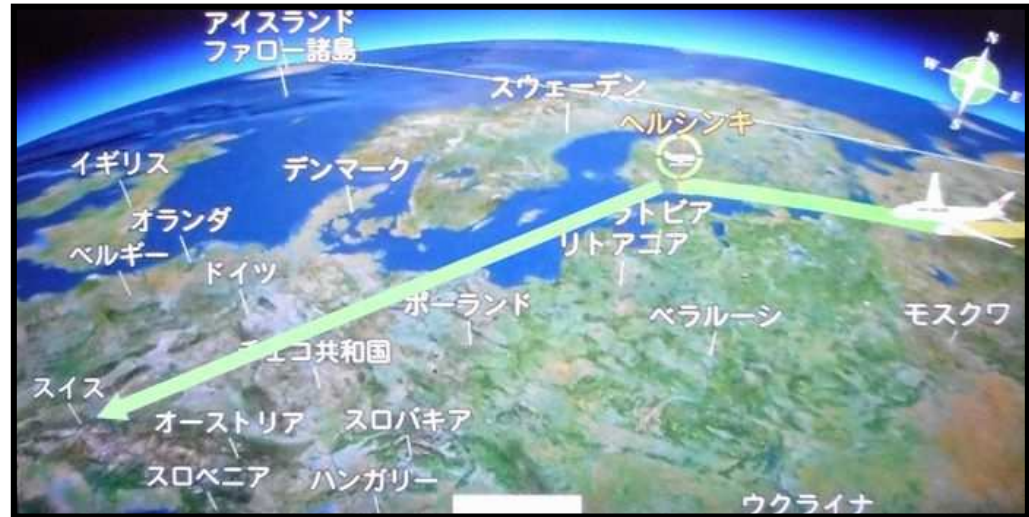 アイスランド
ファロー諸島
N
W
E
S
スウェーデン
ヘルシンキ
イギリス
デンマーク
オランダ
ラトビア
ベルギー
ドイツ
ポーランド
ベラルーシ
モスクワ
チェコ共和国
スイス
オーストリア
スロバキア
スロベニア
ハンガリー
ウクライナ